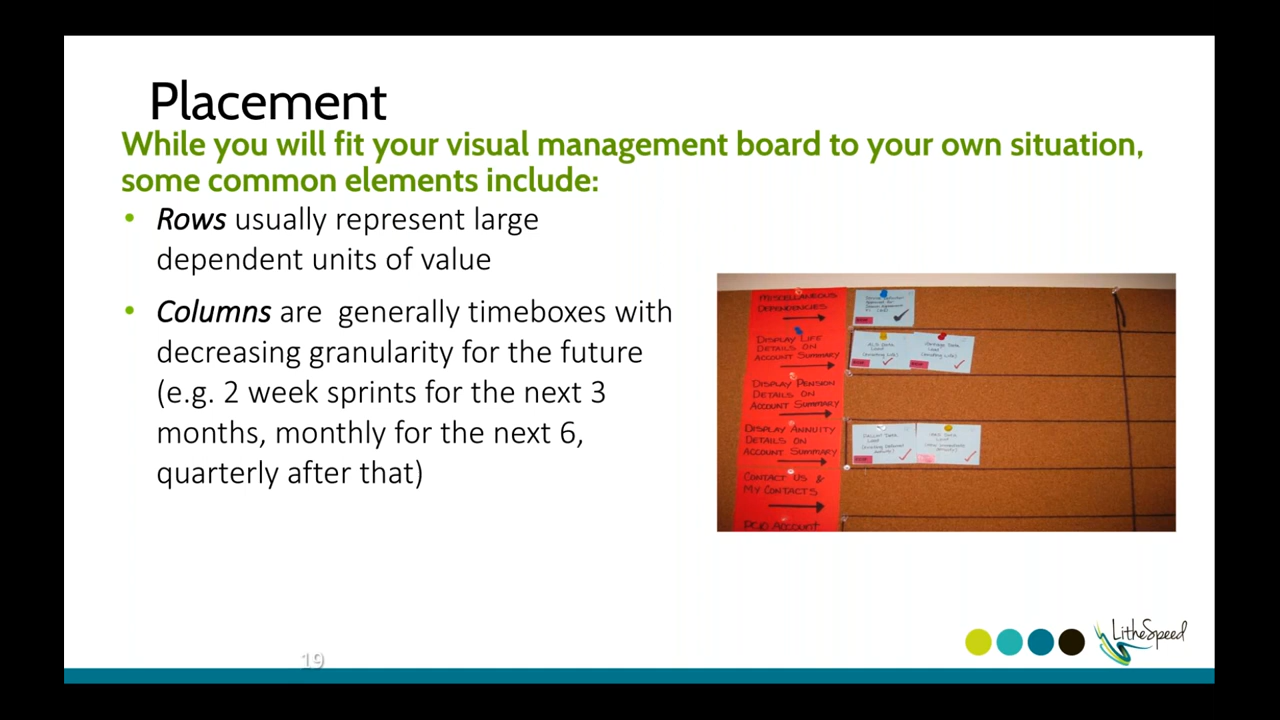 Placement
While you will fit your visual management board to your own situation,
some common elements include:
• Rows usually represent large
dependent units of value
• Columns are  generally timeboxes with
decreasing granularity for the future
(e.g. 2 week sprints for the next 3
months, monthly for the next 6,
quarterly after that)
MISCELLANEOUS
DEPENDENCIES
DISPLAY LIFE
DETAILS ON
ACCOUNT SUMMARY
DISPLAY PENSION
DETAILS ON
ACCOUNT SUMMARY
DISPLAY ANNUITY
DETAILS ON
ACCOUNT SUMMARY
CONTACT US &
MY CONTACTS
ACCOUNT
LitheSpeed
19